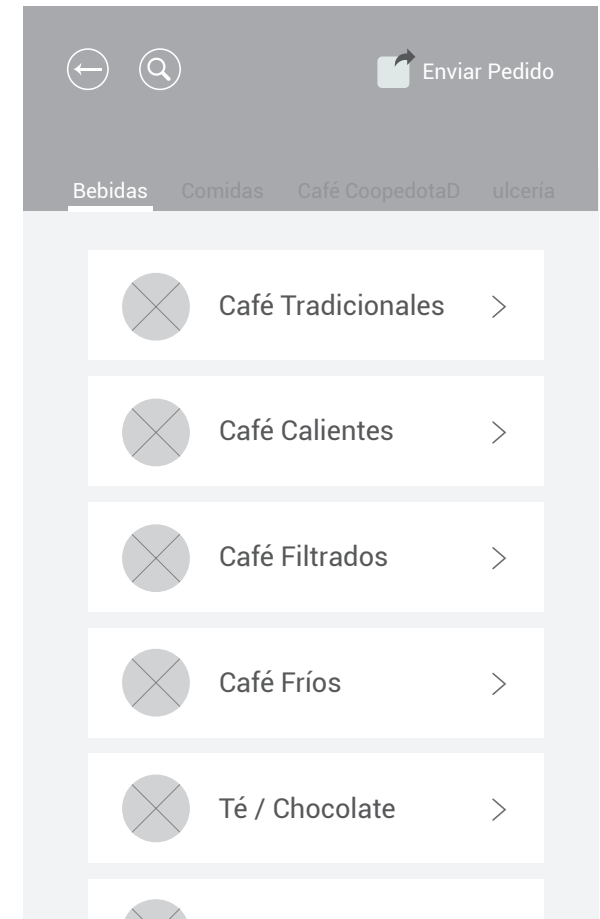 Enviar Pedido
Bebidas Comidas Café CoopedotaD ulcería
Café Tradicionales
Café Calientes
Café Filtrados
Café Fríos
Té / Chocolate